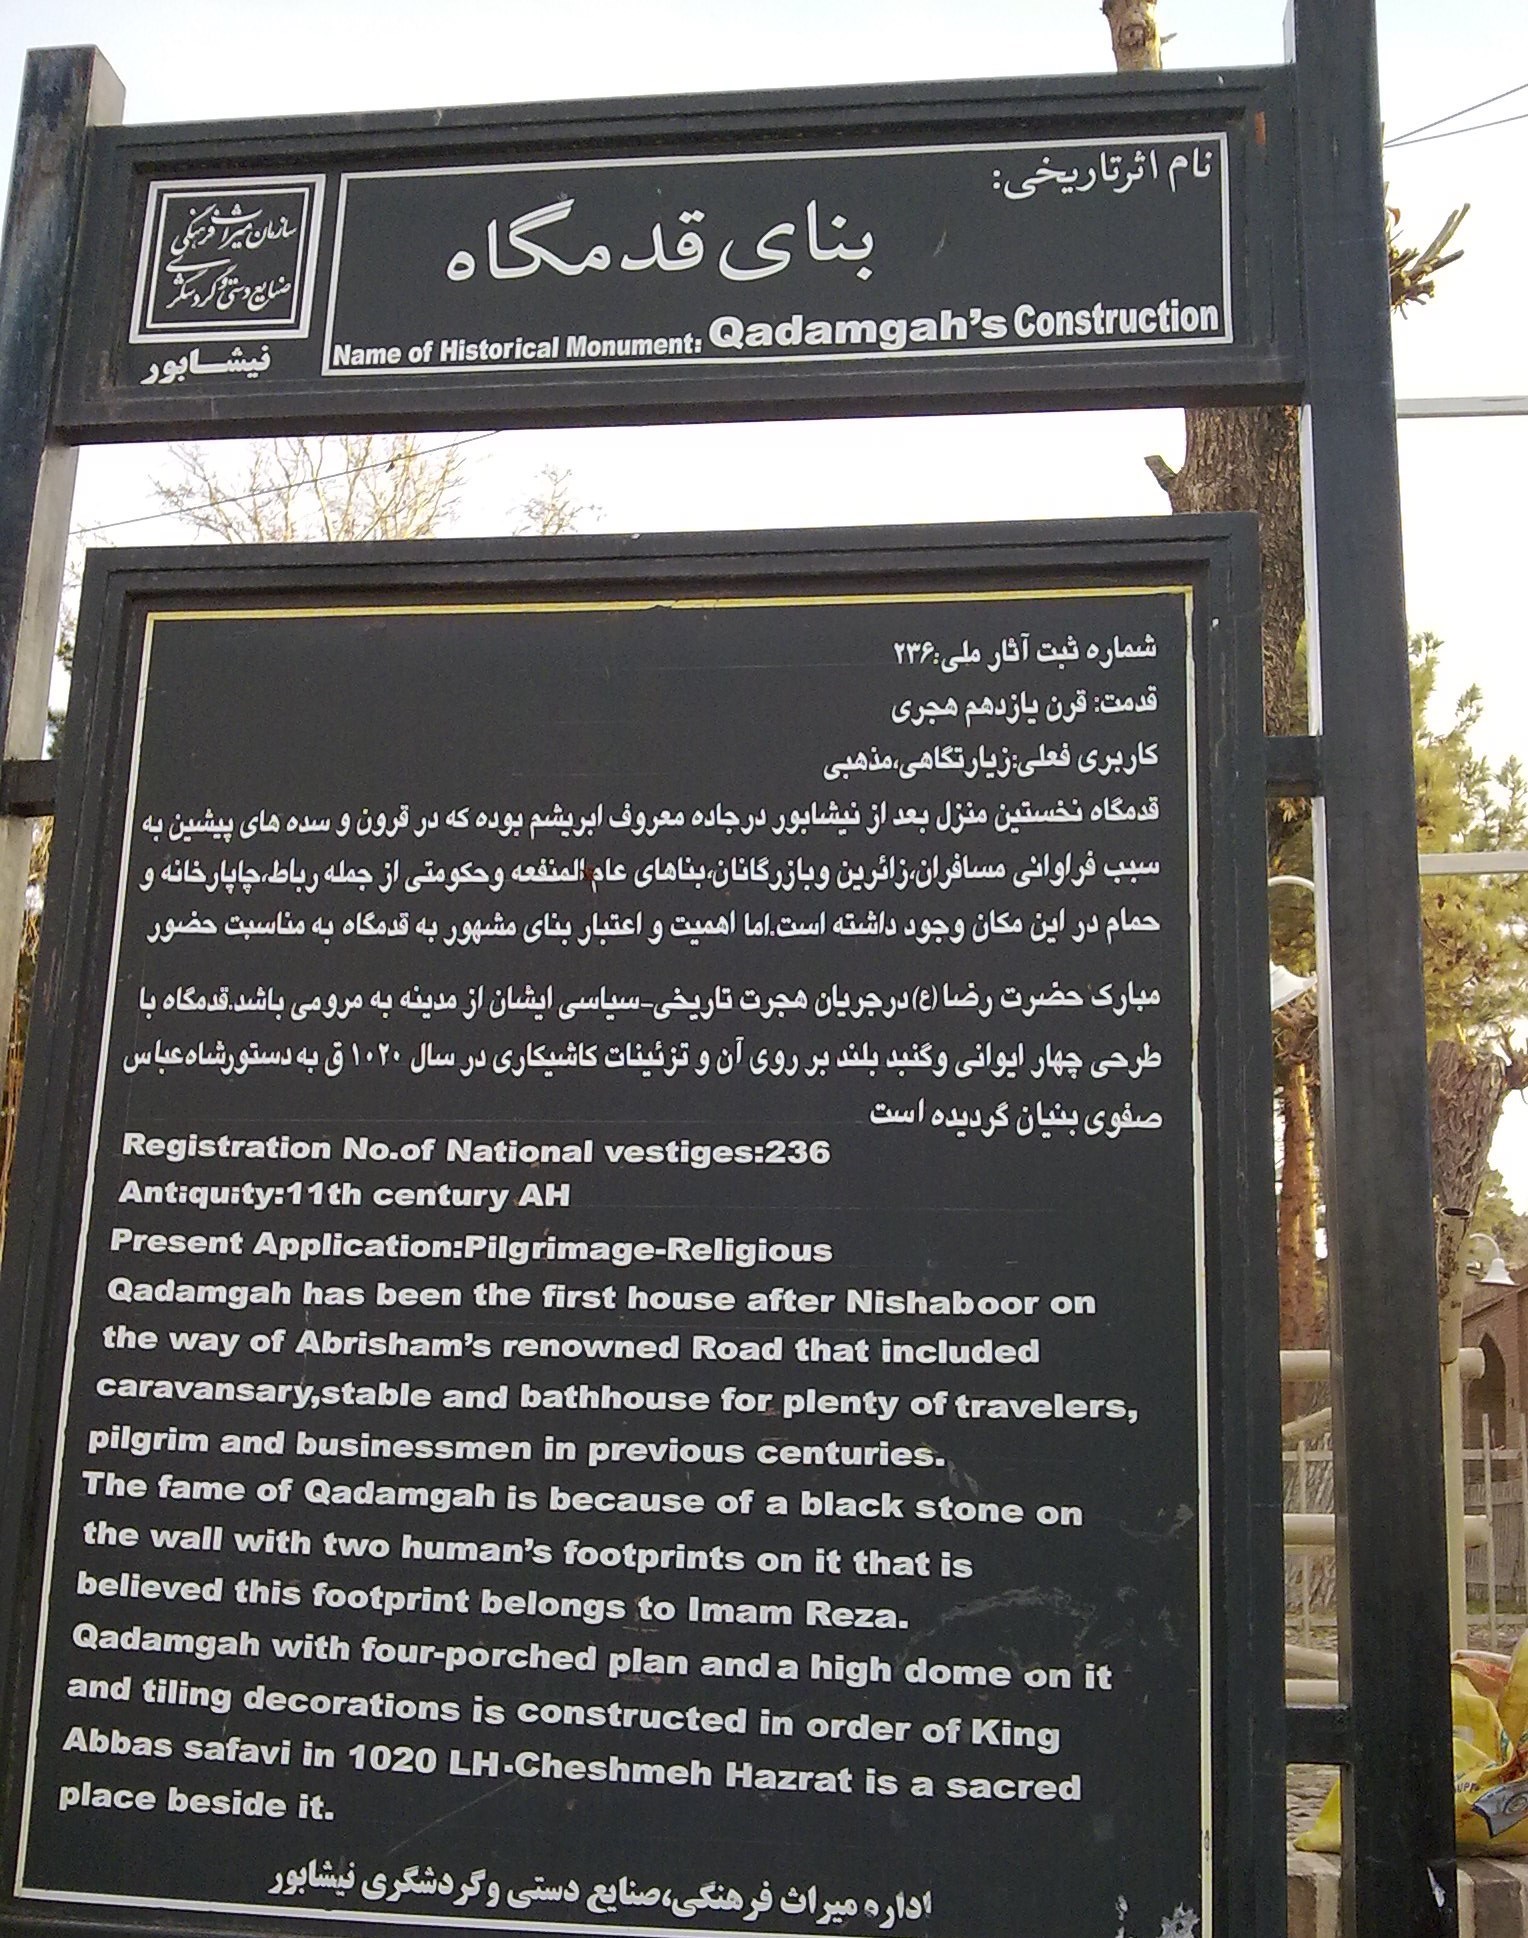 نام اثرتاریخی:
بنای قدمگاه
Name of Historical Monument: Qadamgah's Construction
سازمان میراث فرهنگی
صنایع دستی و گردشگری
نیشابور
شماره ثبت آثار ملی:۲۳۶
قدمت: قرن یازدهم هجری
کاربری فعلی:زیارتگاهی،مذهبی
قدمگاه نخستین منزل بعد از نیشابور درجاده معروف ابریشم بوده که در قرون و سده های پیشین به
سبب فراوانی مسافران،زائرین وبازرگانان،بناهای عام المنفعه وحکومتی از جمله رباط،چاپارخانه و
حمام در این مکان وجود داشته است.اما اهمیت و اعتبار بنای مشهور به قدمگاه به مناسبت حضور
مبارک حضرت رضا (ع)درجریان هجرت تاریخی-سیاسی ایشان از مدینه به مرو می باشد.قدمگاه با
طرحی چهار ایوانی وگنبد بلند بر روی آن و تزئینات کاشیکاری در سال ۱۰۲۰ ق به دستورشاه عباس
صفوی بنیان گردیده است
Registration No.of National vestiges:236
Antiquity:11th century AH
Present Application:Pilgrimage-Religious
Qadamgah has been the first house after Nishaboor on
the way of Abrisham's renowned Road that included
caravansary,stable and bathhouse for plenty of travelers,
pilgrim and businessmen in previous centuries.
The fame of Qadamgah is because of a black stone on
the wall with two human's footprints on it that is
believed this footprint belongs to Imam Reza.
Qadamgah with four-porched plan and a high dome on it
and tiling decorations is constructed in order of King
Abbas safavi in 1020 LH.Cheshmeh Hazrat is a sacred
place beside it.
اداره میراث فرهنگی،صنایع دستی وگردشگری نیشابور